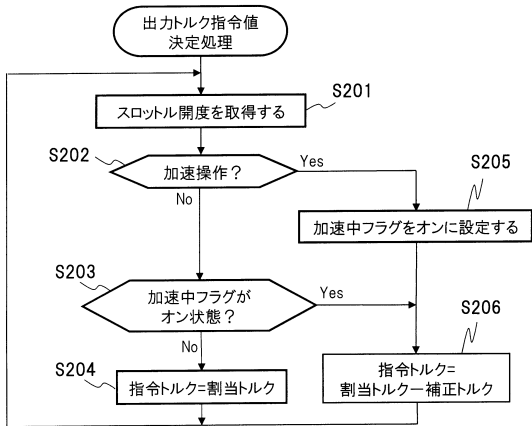 出力トルク指令値
決定処理
S201
スロットル開度を取得する
S202
加速操作？
Yes
No
S205
加速中フラグをオンに設定する
S203
加速中フラグが
オン状態？
Yes
No
S206
指令トルク=
割当トルクー補正トルク
S204
指令トルク=割当トルク